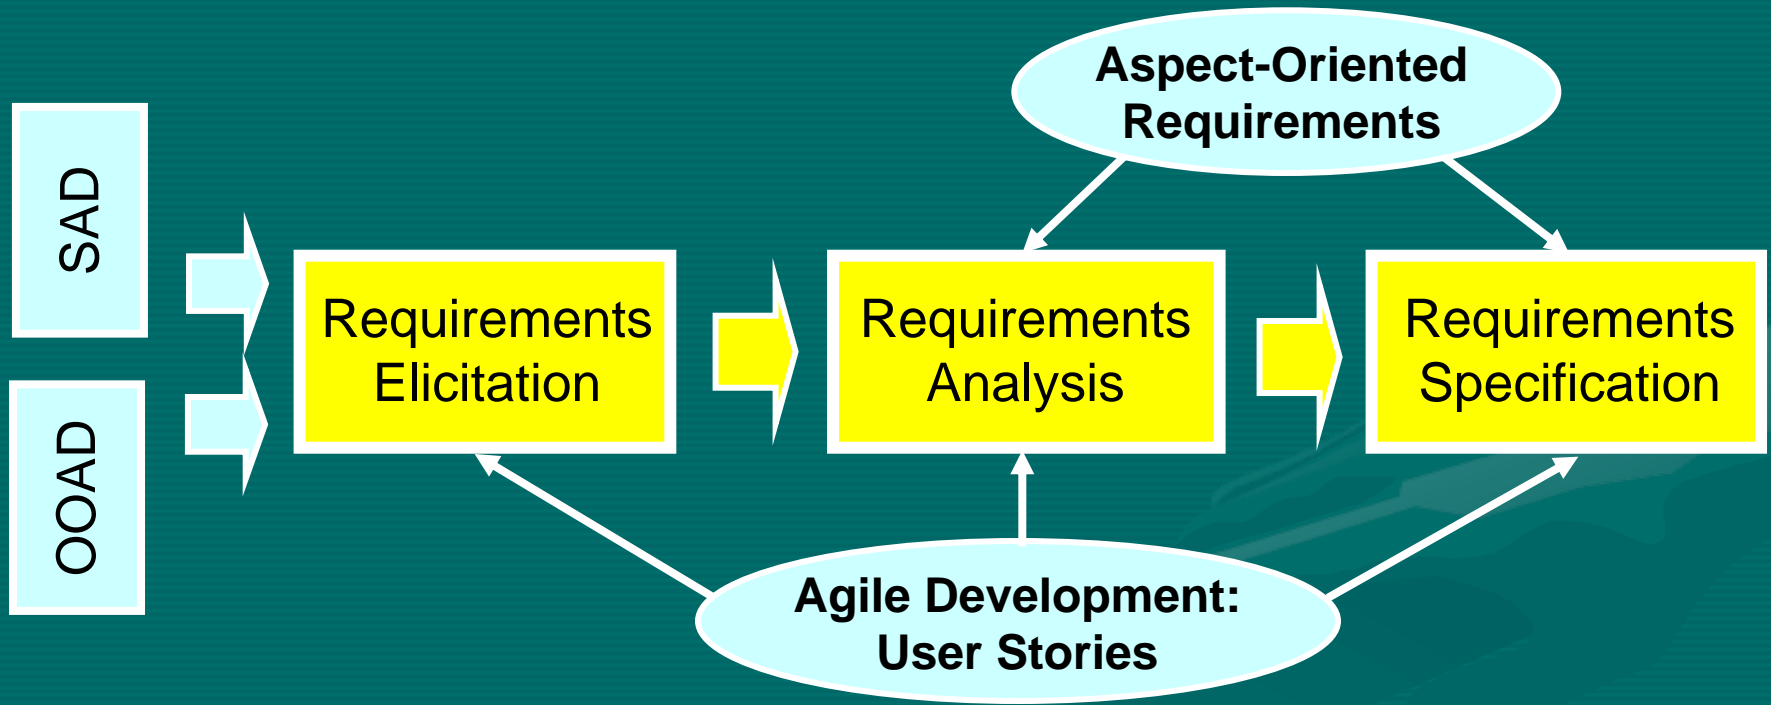 Aspect-Oriented
Requirements
SAD
OOAD
Requirements
Elicitation
Requirements
Analysis
Requirements
Specification
Agile Development:
User Stories